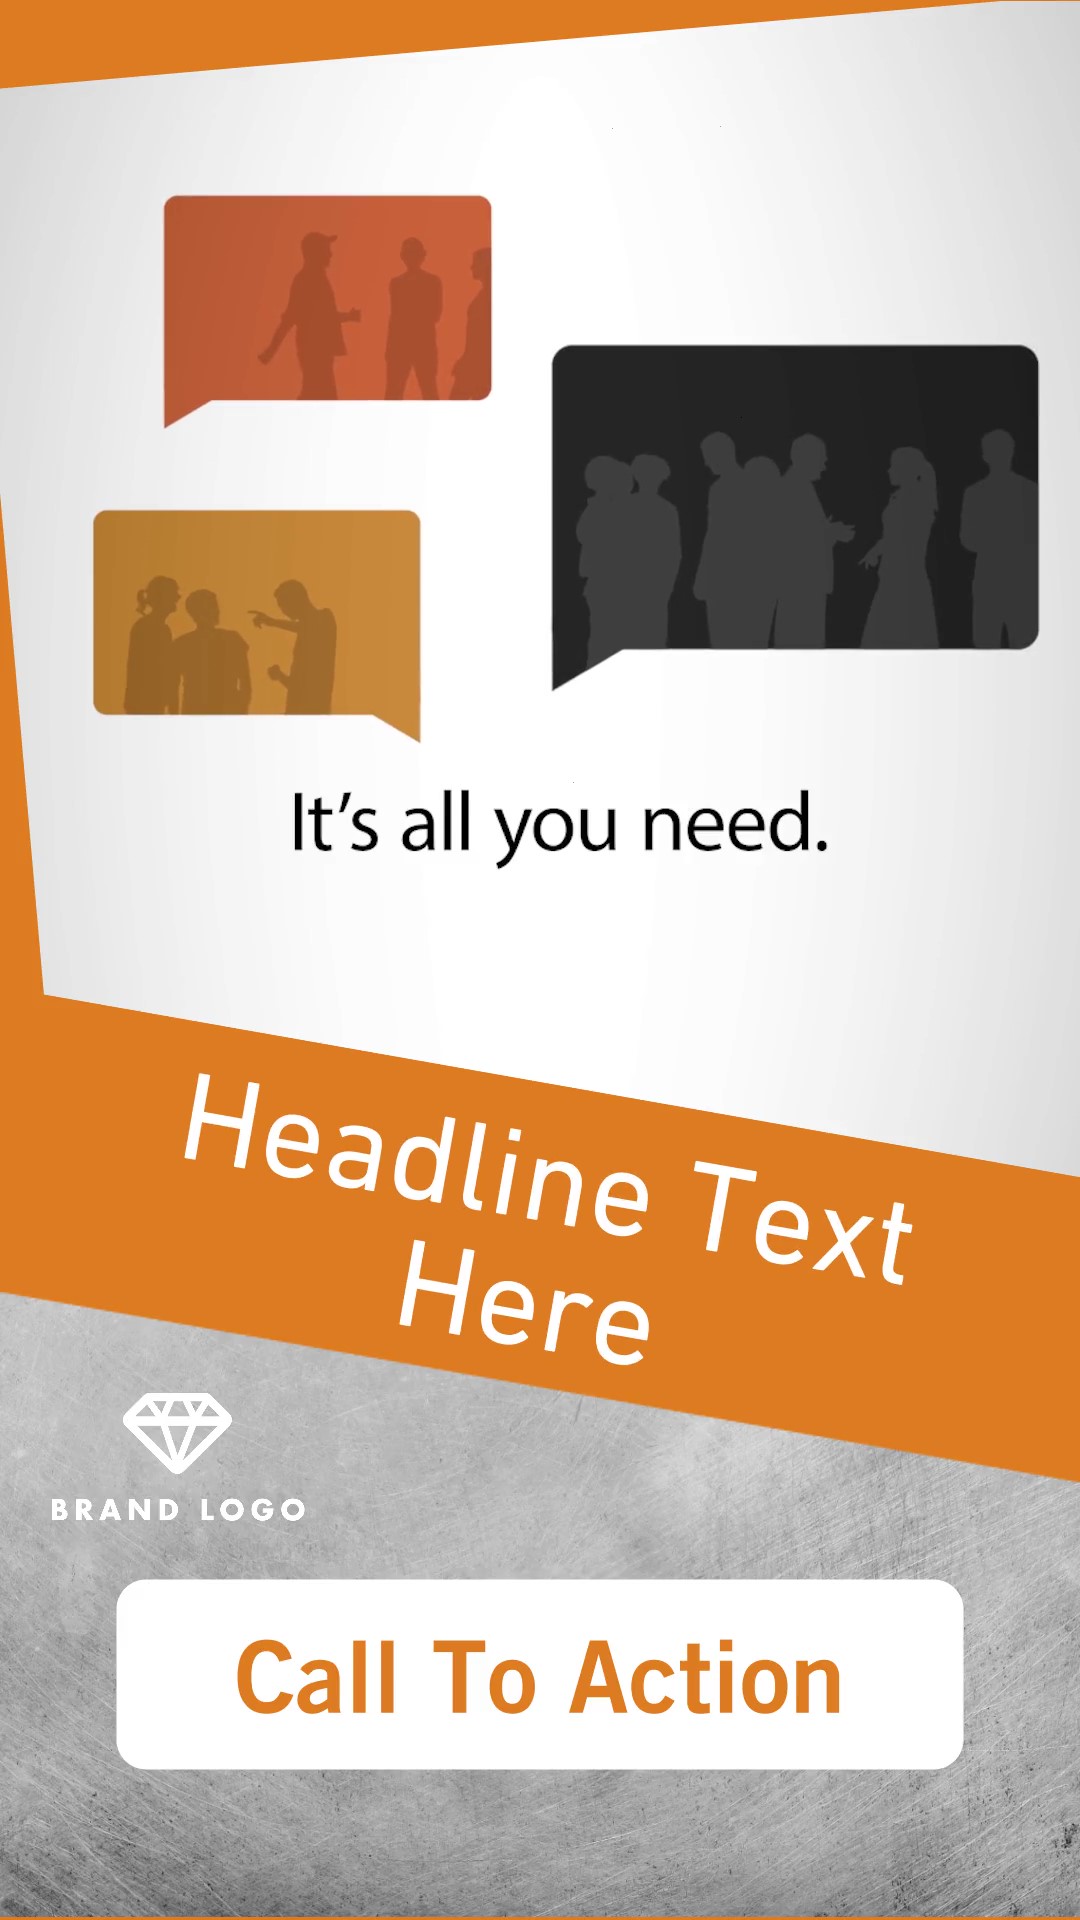 It’s all you need.
Headline Text
Here
BRAND LOGO
Call To Action